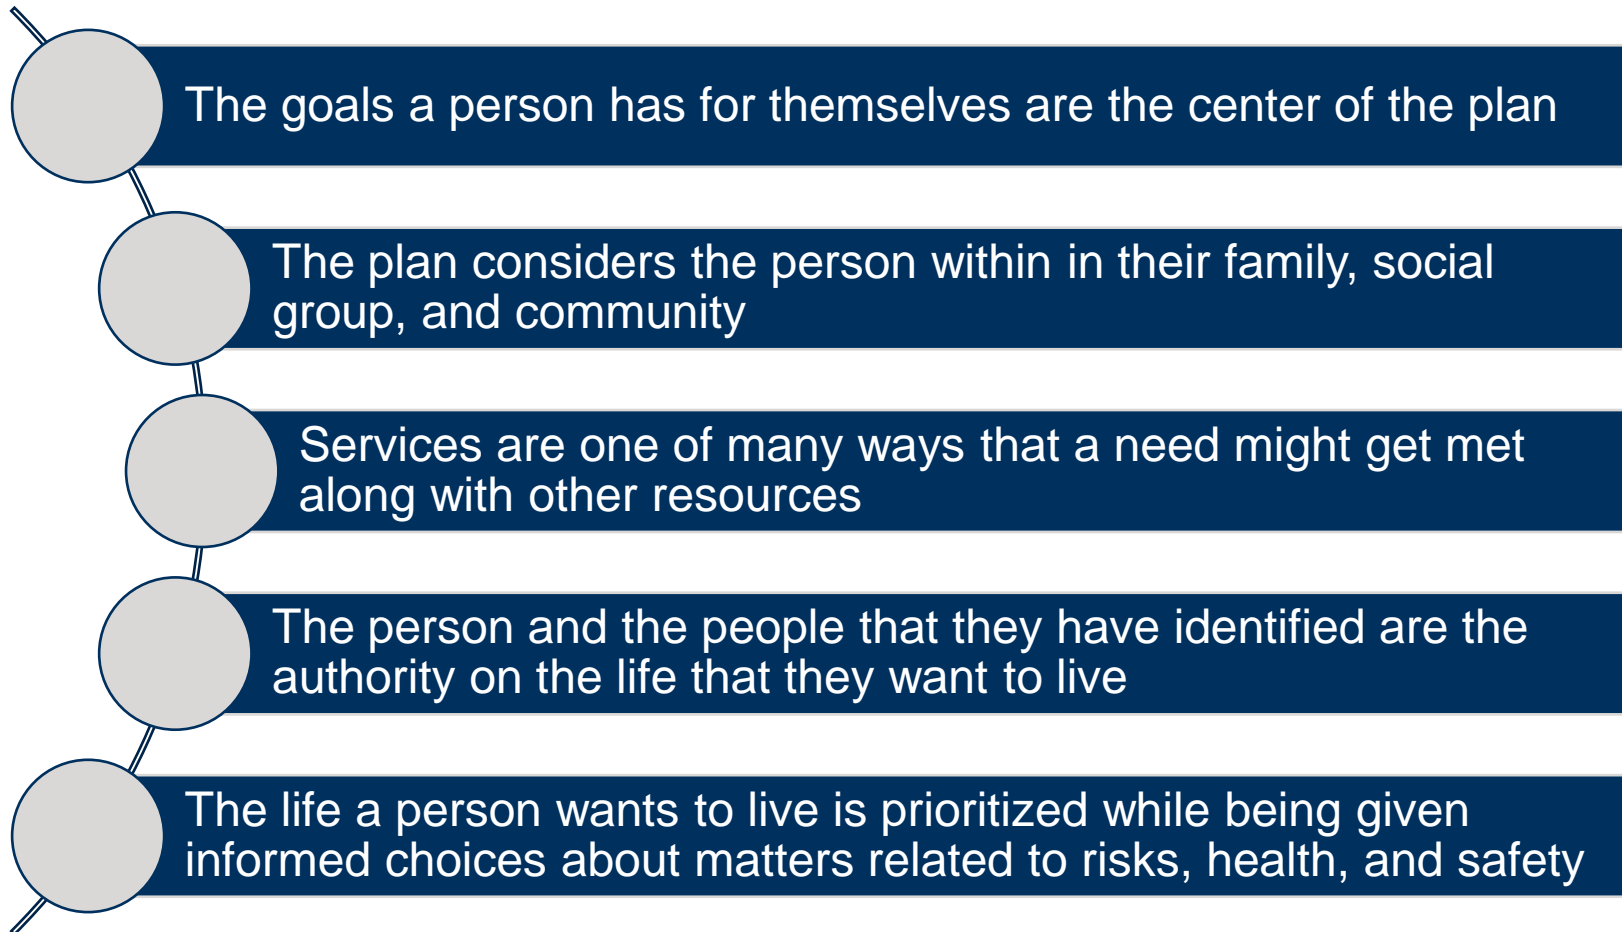 The goals a person has for themselves are the center of the plan
The plan considers the person within in their family, social
group, and community
Services are one of many ways that a need might get met
along with other resources
The person and the people that they have identified are the
authority on the life that they want to live
The life a person wants to live is prioritized while being given
informed choices about matters related to risks, health, and safety